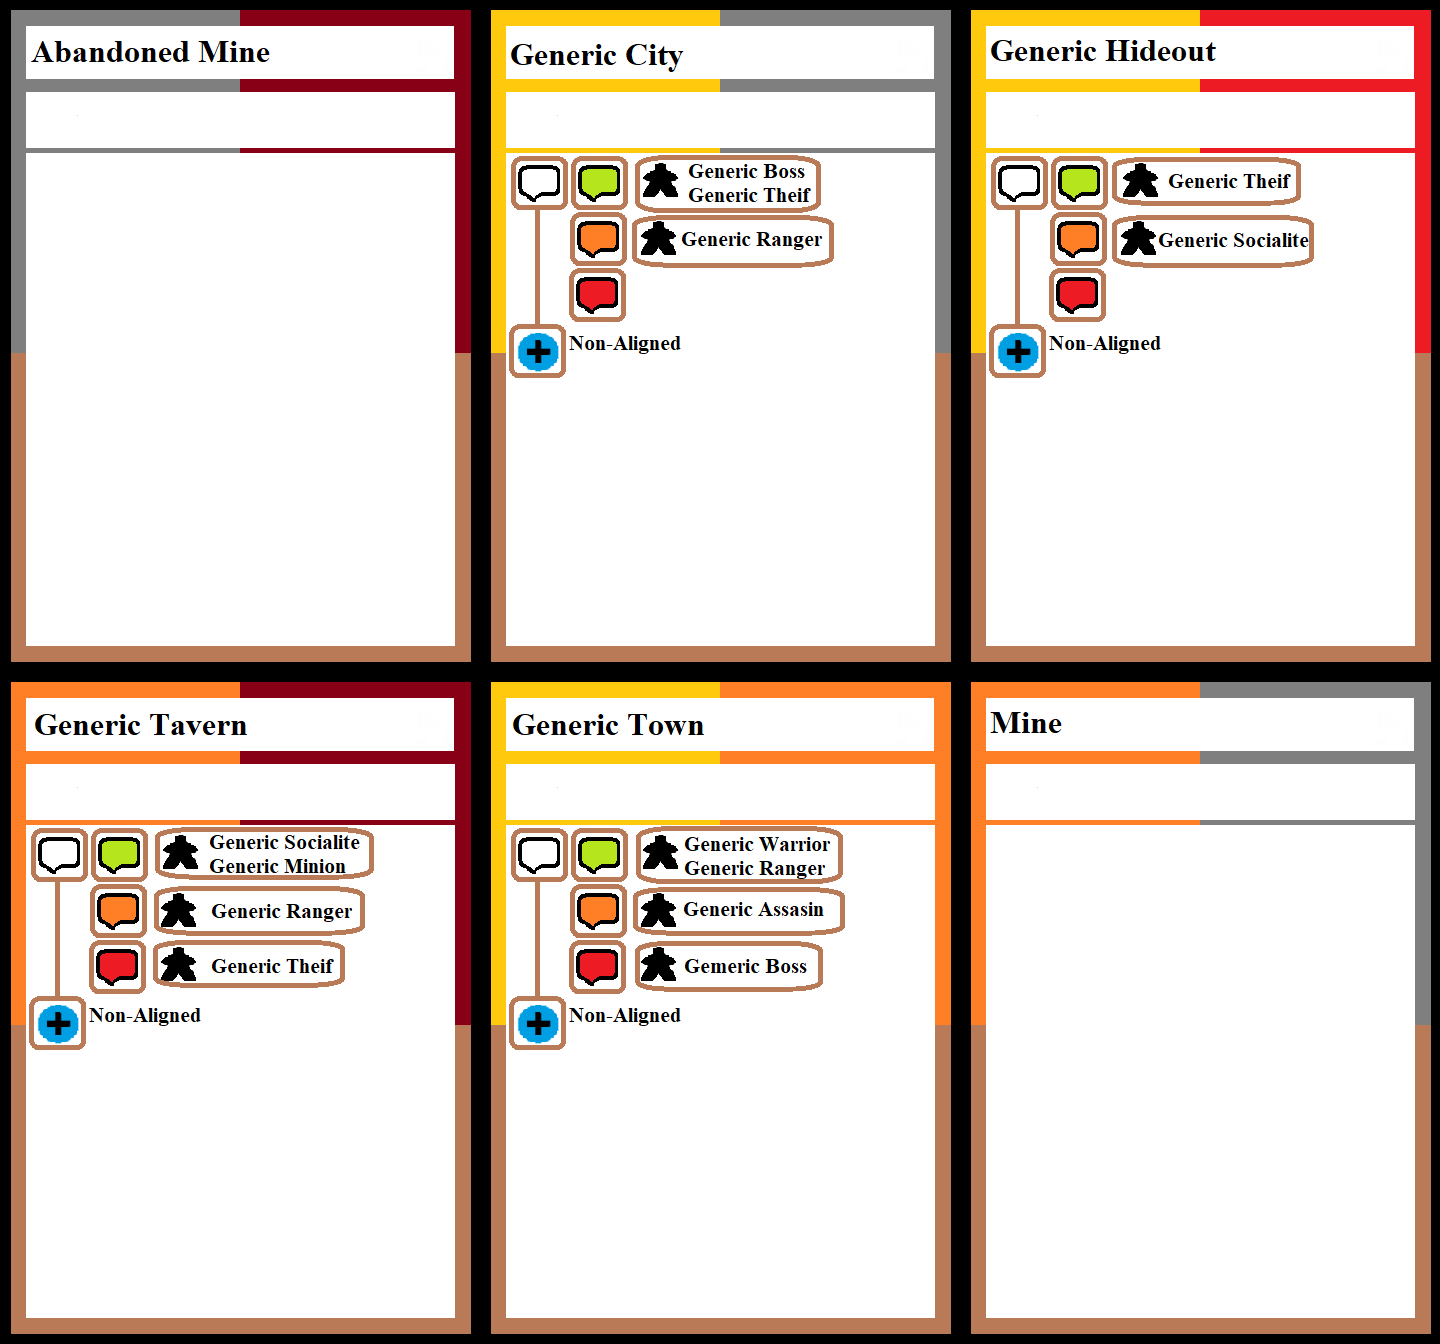 Abandoned Mine
Generic City
Generic Boss
Generic Theif
Generic Ranger
Non-Aligned
Generic Hideout
Generic Theif
Generic Socialite
Non-Aligned
Generic Tavern
Generic Socialite
Generic Minion
Generic Ranger
Generic Theif
Non-Aligned
Generic Town
Generic Warrior
Generic Ranger
Generic Assasin
Gemeric Boss
Non-Aligned
Mine